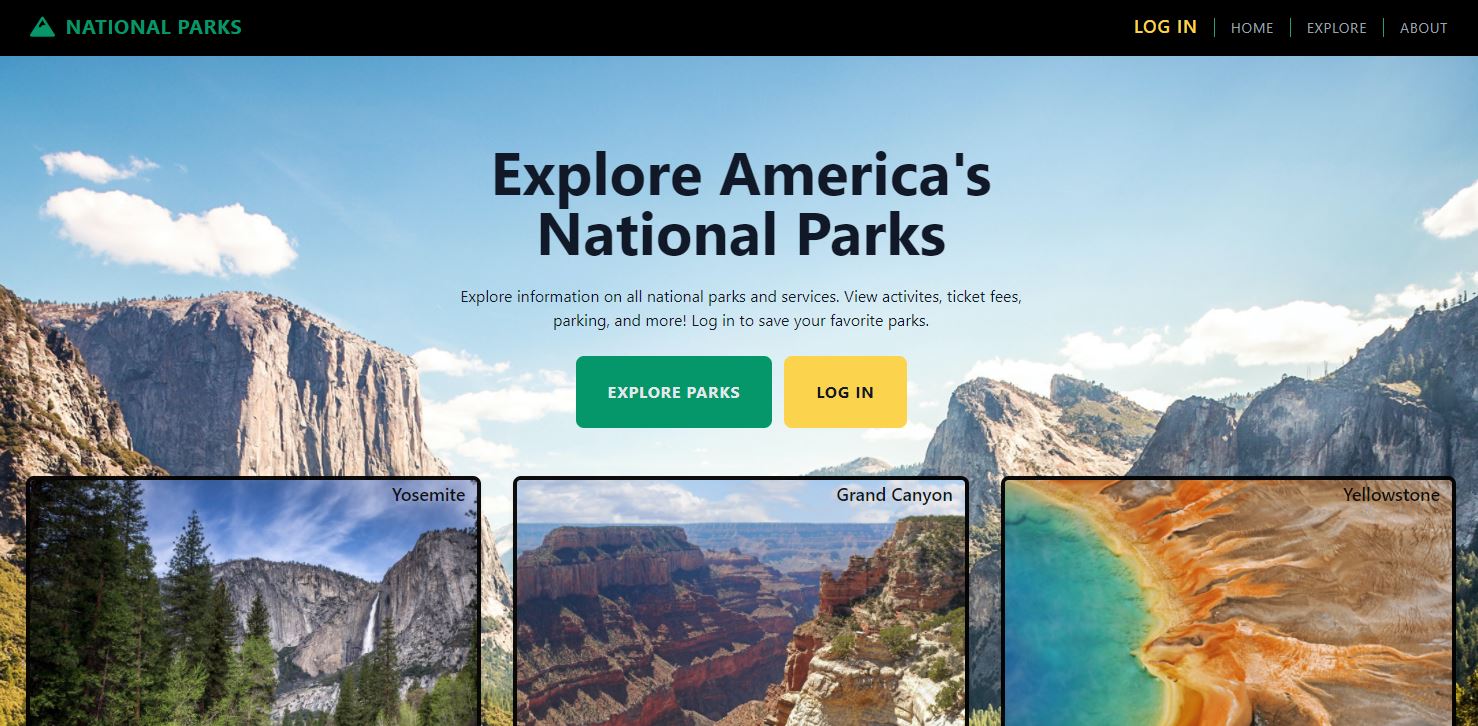 NATIONAL PARKS
LOG IN
HOME
EXPLORE
ABOUT
Explore America's
National Parks
Explore information on all national parks and services. View activites, ticket fees,
parking, and more! Log in to save your favorite parks.
EXPLORE PARKS
LOG IN
Yosemite
Grand Canyon
Yellowstone